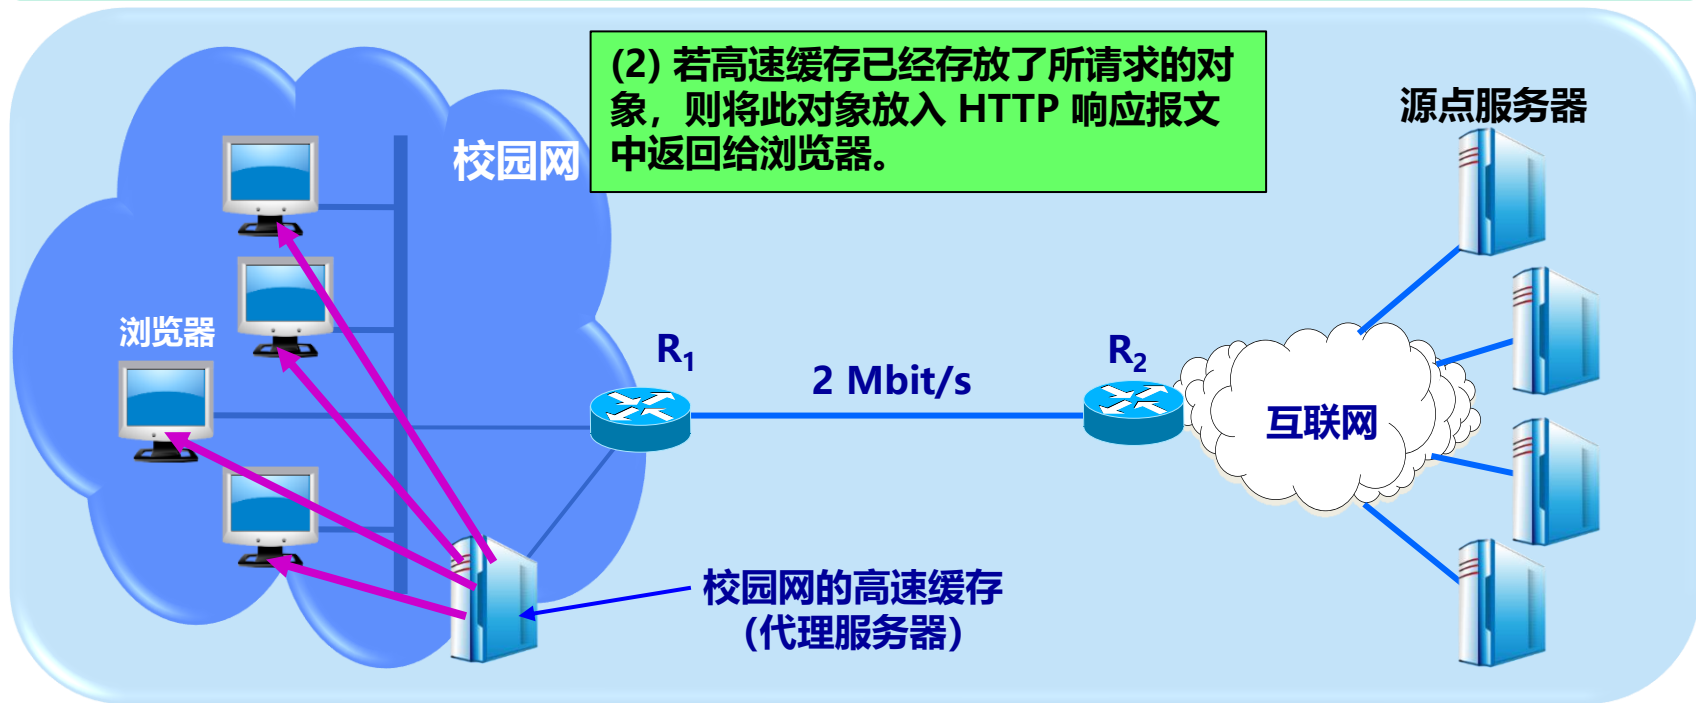 (2) 若高速缓存已经存放了所请求的对
象，则将此对象放入 HTTP 响应报文
中返回给浏览器。
源点服务器
校园网
浏览器
R1
2 Mbit/s
R2
互联网
校园网的高速缓存
(代理服务器)